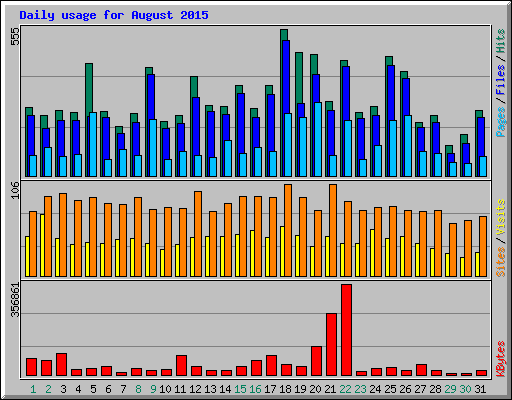 Daily usage for August 2015
555
Pages / Files / Hits
106
Sites / Visits
356861
KBytes
1 2 3 4 5 6 7 8 9 10 11 12 13 14 15 16 17 18 19 20 21 22 23 24 25 26 27 28 29 30 31